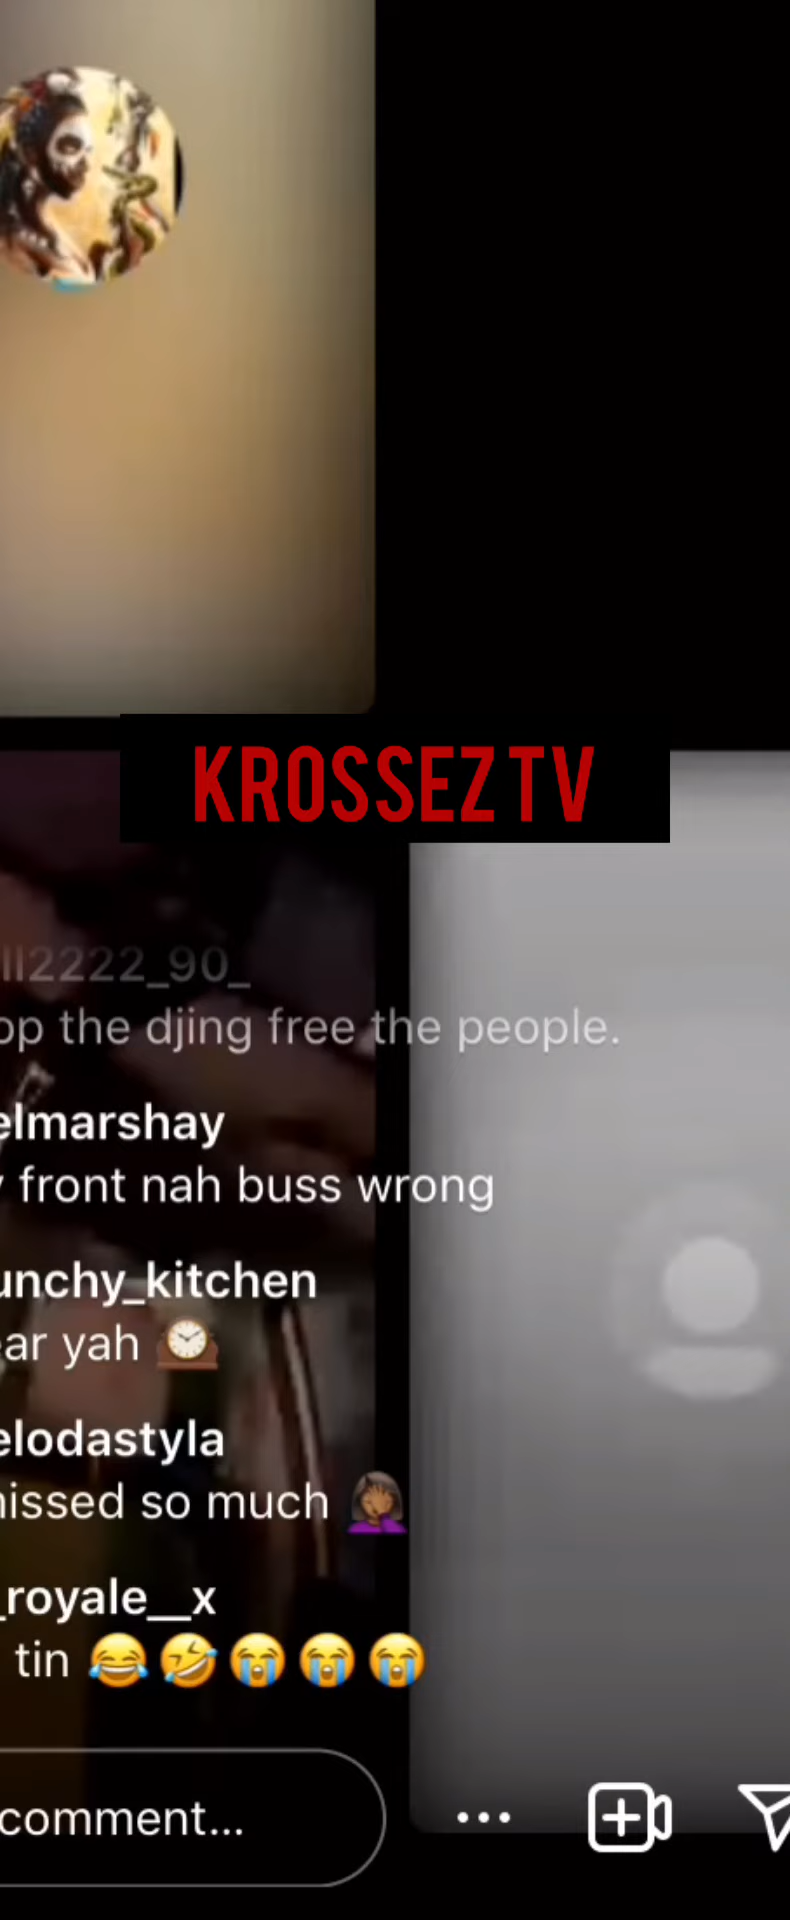 KROSSEZ TV
ll2222_90_
op the djing free the people.
elmarshay
front nah buss wrong
unchy_kitchen
ar yah 🕰️
elodastyla
issed so much 🤦🏾‍♀️
_royale__x
tin 😂🤣😭😭😭
comment...